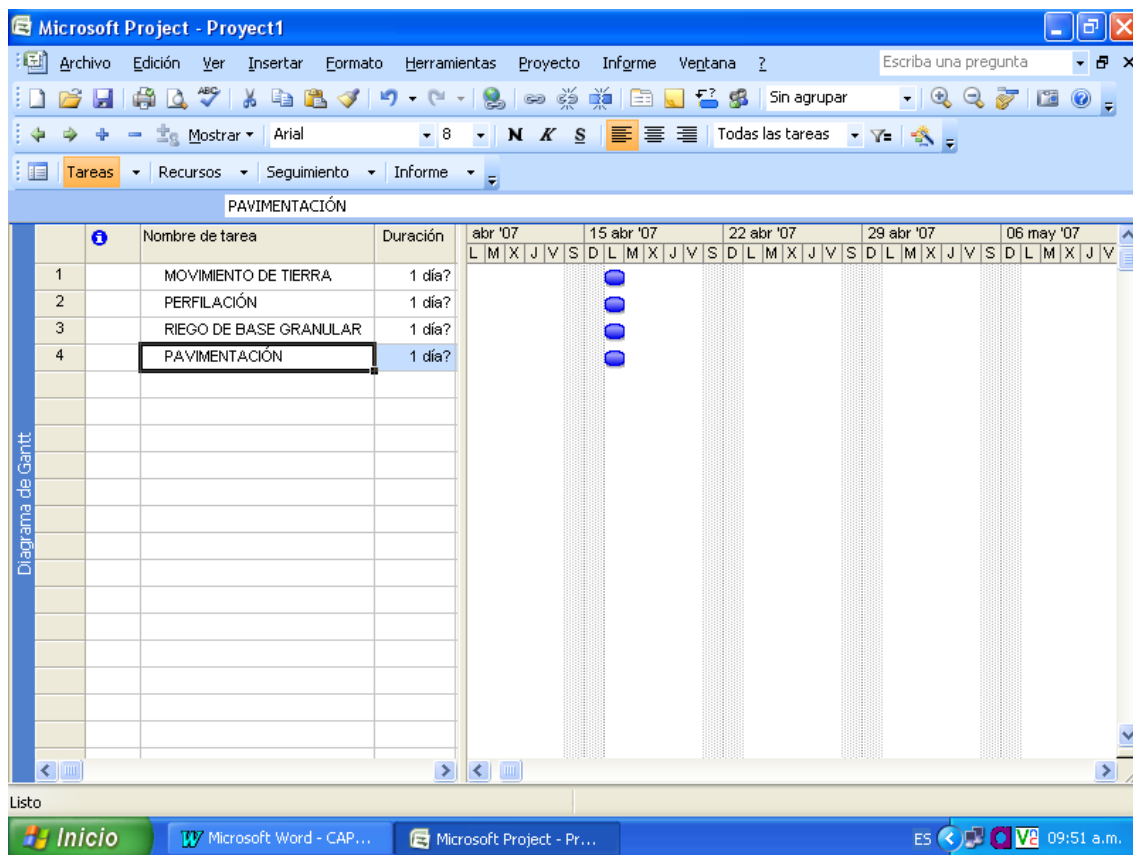 Microsoft Project - Proyect1
Archivo Edición Ver Insertar Formato Herramientas Proyecto Informe Ventana ? Escriba una pregunta
ABC Sin agrupar
Mostrar Arial 8 N K S Todas las tareas
Tareas Recursos Seguimiento Informe
PAVIMENTACIÓN
Nombre de tarea Duración abr '07 15 abr '07 22 abr '07 29 abr '07 06 may '07
L M X J V S D L M X J V S D L M X J V S D L M X J V S D L M X J V
1 MOVIMIENTO DE TIERRA 1 día?
2 PERFILACIÓN 1 día?
3 RIEGO DE BASE GRANULAR 1 día?
4 PAVIMENTACIÓN 1 día?
Diagrama de Gantt
Listo
Inicio Microsoft Word - CAP... Microsoft Project - Pr... ES 09:51 a.m.